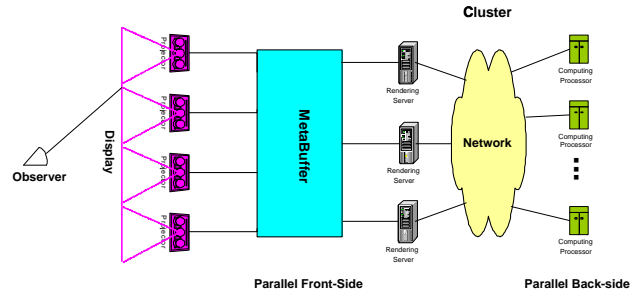 Cluster
Projector
Projector
Projector
Projector
Display
Observer
MetaBuffer
Rendering
Server
Rendering
Server
Rendering
Server
Network
Computing
Processor
Computing
Processor
Computing
Processor
Parallel Front-Side
Parallel Back-side